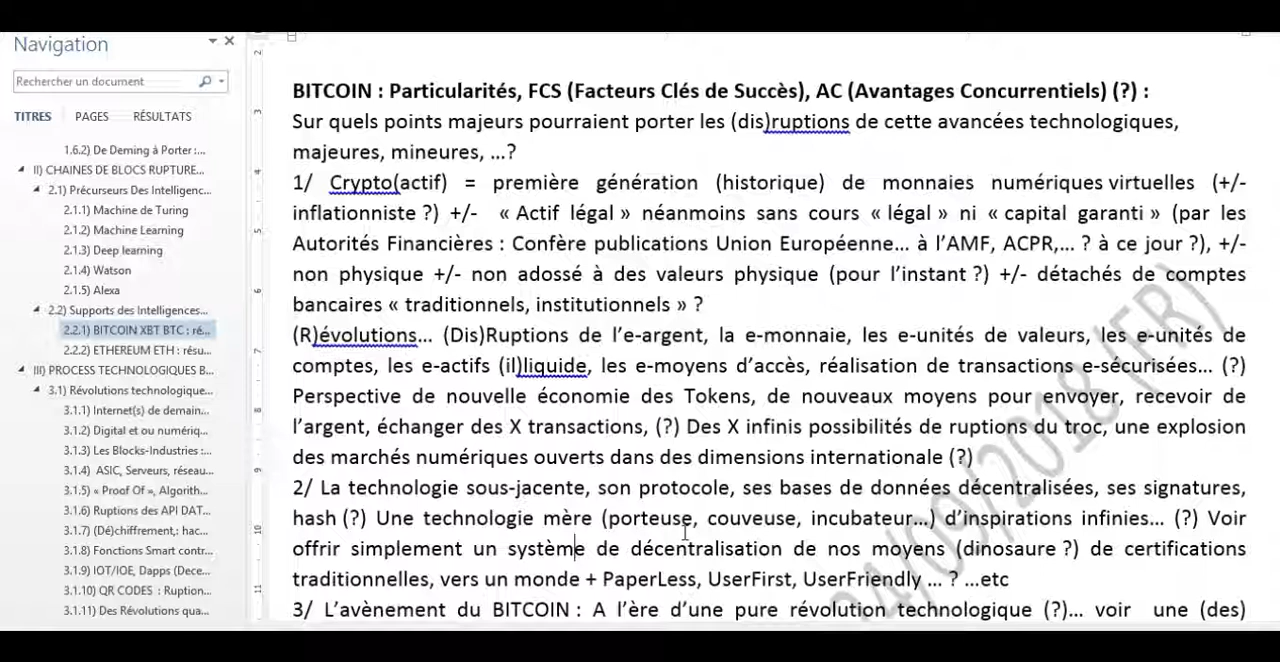 Navigation
Rechercher un document
TITRES PAGES RÉSULTATS
1.6.2) De Deming à Porter :...
II) CHAINES DE BLOCS RUPTURE...
2.1) Précurseurs Des Intelligenc...
2.1.1) Machine de Turing
2.1.2) Machine Learning
2.1.3) Deep learning
2.1.4) Watson
2.1.5) Alexa
2.2) Supports des Intelligences...
2.2.1) BITCOIN XBT BTC : ré...
2.2.2) ETHEREUM ETH : résu...
III) PROCESS TECHNOLOGIQUES B...
3.1) Révolutions technologique...
3.1.1) Internet(s) de demain...
3.1.2) Digital et ou numériq...
3.1.3) Les Blocks-Industries :...
3.1.4) ASIC, Serveurs, réseau...
3.1.5) « Proof Of », Algorith...
3.1.6) Ruptions des API DAT...
3.1.7) (Dé)chiffrement,: hac...
3.1.8) Fonctions Smart contr...
3.1.9) IOT/IOE, Dapps (Dece...
3.1.10) QR CODES : Ruption...
3.1.11) Des Révolutions qua...
2
3
4
5
6
7
8
9
10
11
BITCOIN : Particularités, FCS (Facteurs Clés de Succès), AC (Avantages Concurrentiels) (?) :
Sur quels points majeurs pourraient porter les (dis)ruptions de cette avancées technologiques,
majeures, mineures, ...?
1/ Crypto(actif) = première génération (historique) de monnaies numériques virtuelles (+/-
inflationniste ?) +/- « Actif légal » néanmoins sans cours « légal » ni « capital garanti » (par les
Autorités Financières : Confère publications Union Européenne... à l'AMF, ACPR,... ? à ce jour ?), +/-
non physique +/- non adossé à des valeurs physique (pour l'instant ?) +/- détachés de comptes
bancaires « traditionnels, institutionnels » ?
(R)évolutions... (Dis)Ruptions de l'e-argent, la e-monnaie, les e-unités de valeurs, les e-unités de
comptes, les e-actifs (il)liquide, les e-moyens d'accès, réalisation de transactions e-sécurisées... (?)
Perspective de nouvelle économie des Tokens, de nouveaux moyens pour envoyer, recevoir de
l'argent, échanger des X transactions, (?) Des X infinis possibilités de ruptions du troc, une explosion
des marchés numériques ouverts dans des dimensions internationale (?)
2/ La technologie sous-jacente, son protocole, ses bases de données décentralisées, ses signatures,
hash (?) Une technologie mère (porteuse, couveuse, incubateur...) d'inspirations infinies... (?) Voir
offrir simplement un système de décentralisation de nos moyens (dinosaure ?) de certifications
traditionnelles, vers un monde + PaperLess, UserFirst, UserFriendly ... ? ...etc
3/ L'avènement du BITCOIN : A l'ère d'une pure révolution technologique (?)... voir une (des)
24/09/2018 (FR)